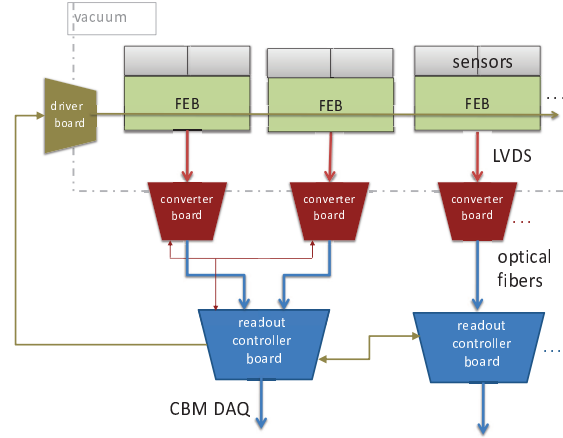 vacuum
sensors
driver
board
FEB
FEB
FEB
...
LVDS
converter
board
converter
board
converter
board
...
optical
fibers
readout
controller
board
readout
controller
board
...
CBM DAQ